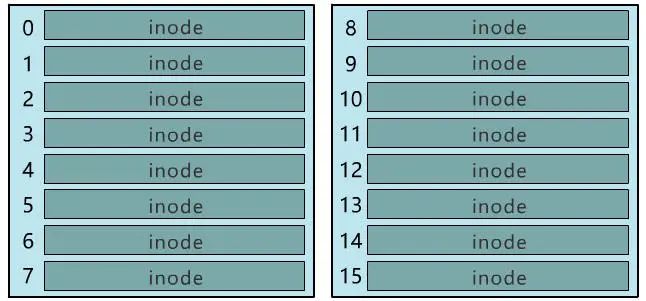 0 inode
1 inode
2 inode
3 inode
4 inode
5 inode
6 inode
7 inode
8 inode
9 inode
10 inode
11 inode
12 inode
13 inode
14 inode
15 inode